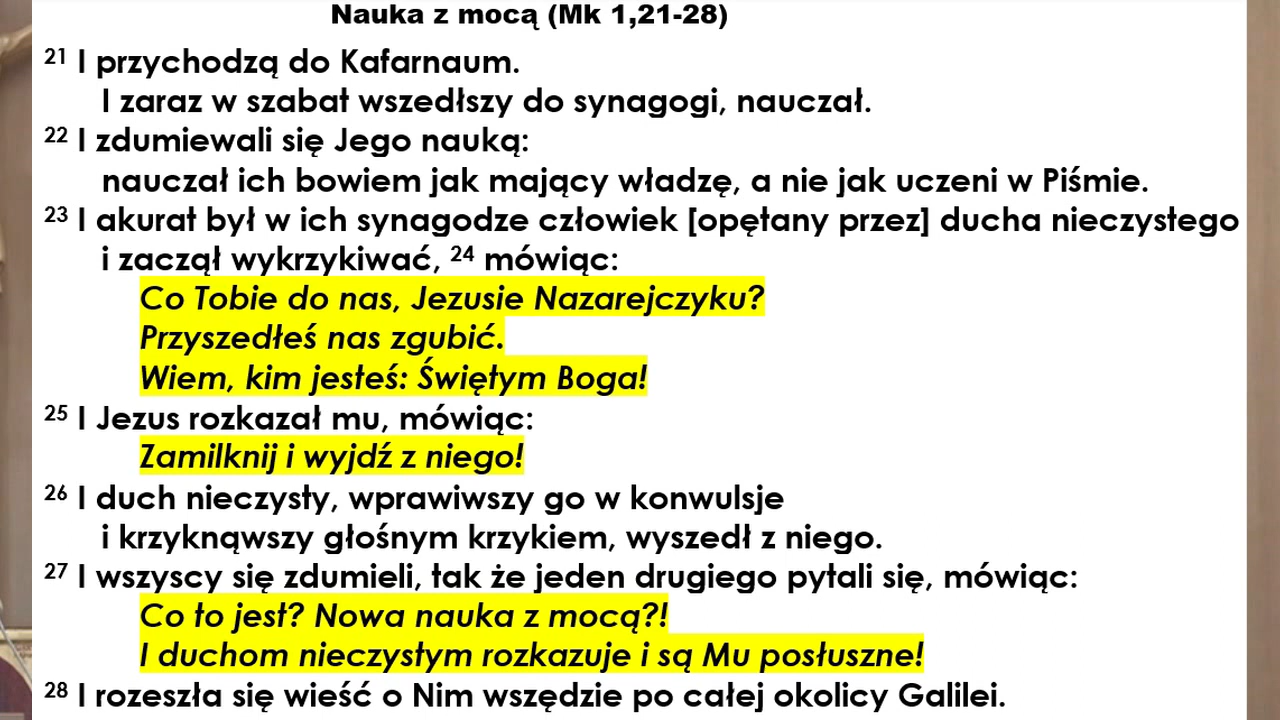 Nauka z mocą (Mk 1,21-28)
21 I przychodzą do Kafarnaum.
I zaraz w szabat wszedłszy do synagogi, nauczał.
22 I zdumiewali się Jego nauką:
nauczał ich bowiem jak mający władzę, a nie jak uczeni w Piśmie.
23 I akurat był w ich synagodze człowiek [opętany przez] ducha nieczystego
i zaczął wykrzykiwać, 24 mówiąc:
Co Tobie do nas, Jezusie Nazarejczyku?
Przyszedłeś nas zgubić.
Wiem, kim jesteś: Świętym Boga!
25 I Jezus rozkazał mu, mówiąc:
Zamilknij i wyjdź z niego!
26 I duch nieczysty, wprawiwszy go w konwulsje
i krzyknąwszy głośnym krzykiem, wyszedł z niego.
27 I wszyscy się zdumieli, tak że jeden drugiego pytali się, mówiąc:
Co to jest? Nowa nauka z mocą?!
I duchom nieczystym rozkazuje i są Mu posłuszne!
28 I rozeszła się wieść o Nim wszędzie po całej okolicy Galilei.